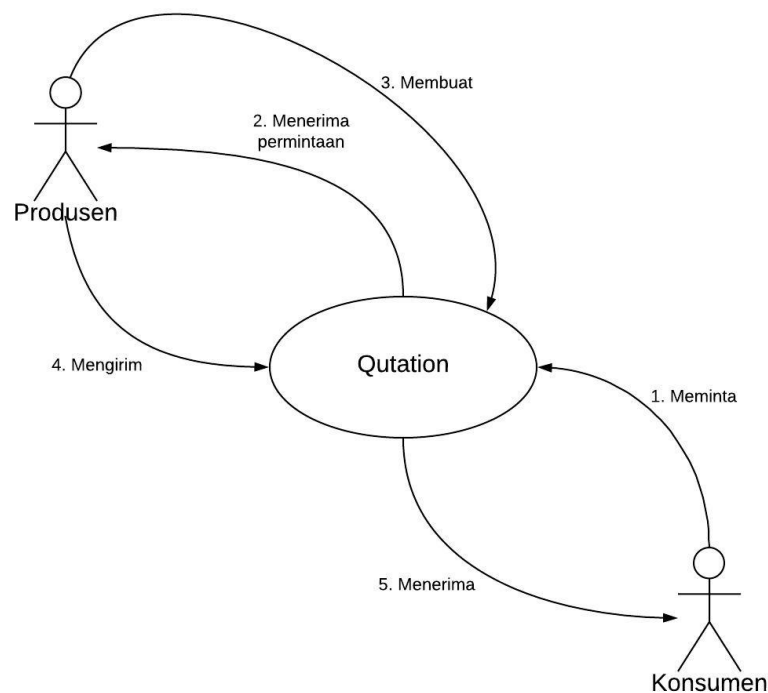 3. Membuat
2. Menerima
permintaan
Produsen
4. Mengirim
Qutation
1. Meminta
5. Menerima
Konsumen